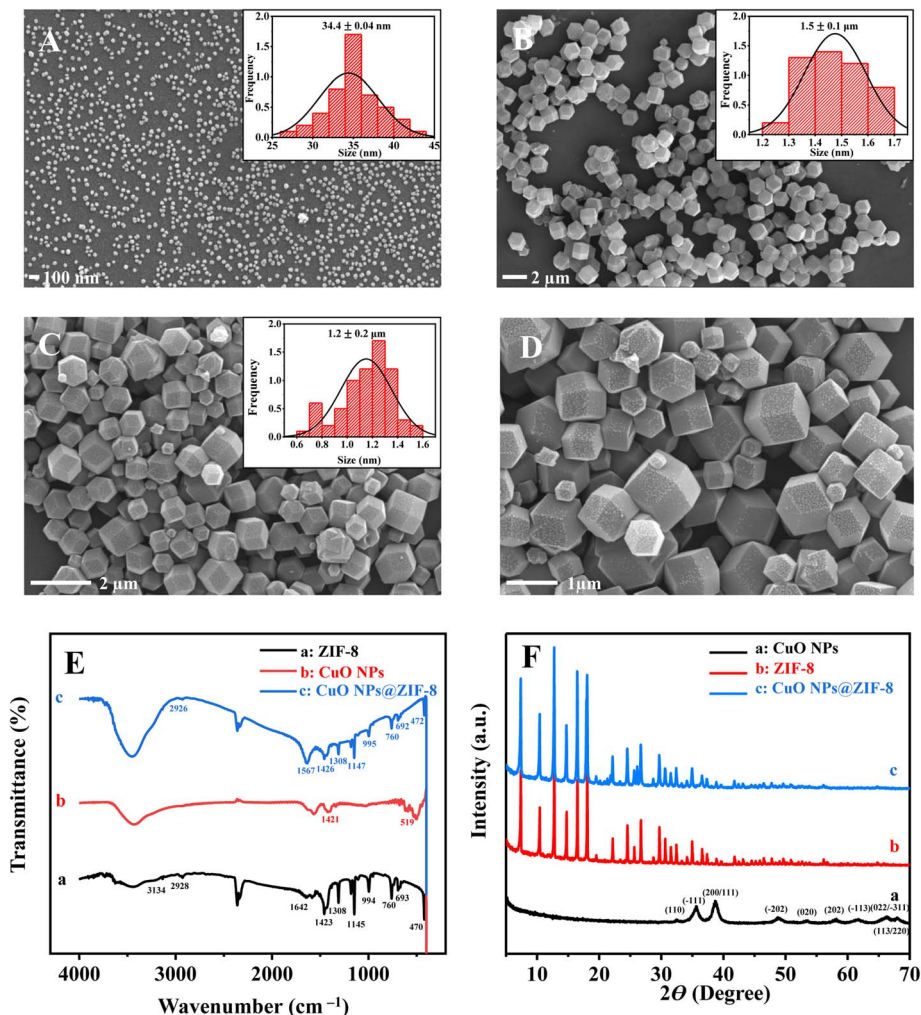 A
34.4 ± 0.04 nm
Frequency
2.0
1.5
1.0
0.5
0.0
25 30 35 40 45
Size (nm)
100 nm
B
1.5 ± 0.1 μm
Frequency
2.0
1.5
1.0
0.5
0.0
1.2 1.3 1.4 1.5 1.6 1.7
Size (nm)
2 μm
C
1.2 ± 0.2 μm
Frequency
2.0
1.5
1.0
0.5
0.0
0.6 0.8 1.0 1.2 1.4 1.6
Size (nm)
2 μm
D
1μm
E
a: ZIF-8
b: CuO NPs
c: CuO NPs@ZIF-8
Transmittance (%)
c
2926
1567
1426
1308
1147
995
760
692
472
b
1421
519
a
3134
2928
1642
1423
1308
1145
994
760
693
470
4000 3000 2000 1000
Wavenumber (cm ⁻¹)
F
a: CuO NPs
b: ZIF-8
c: CuO NPs@ZIF-8
Intensity (a.u.)
c
b
a
(110)
(-111)
(200/111)
(-202)
(020)
(202)
(-113)
(022/-311)
(113/220)
10 20 30 40 50 60 70
2Θ (Degree)